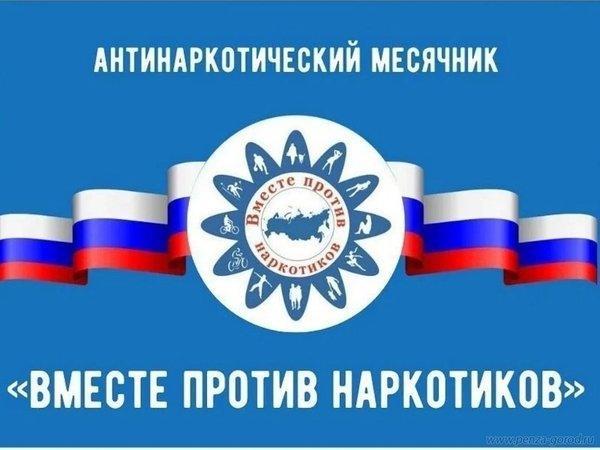 АНТИНАРКОТИЧЕСКИЙ МЕСЯЧНИК
Вместе против
наркотиков
«ВМЕСТЕ ПРОТИВ НАРКОТИКОВ»
www.penza-gorod.ru